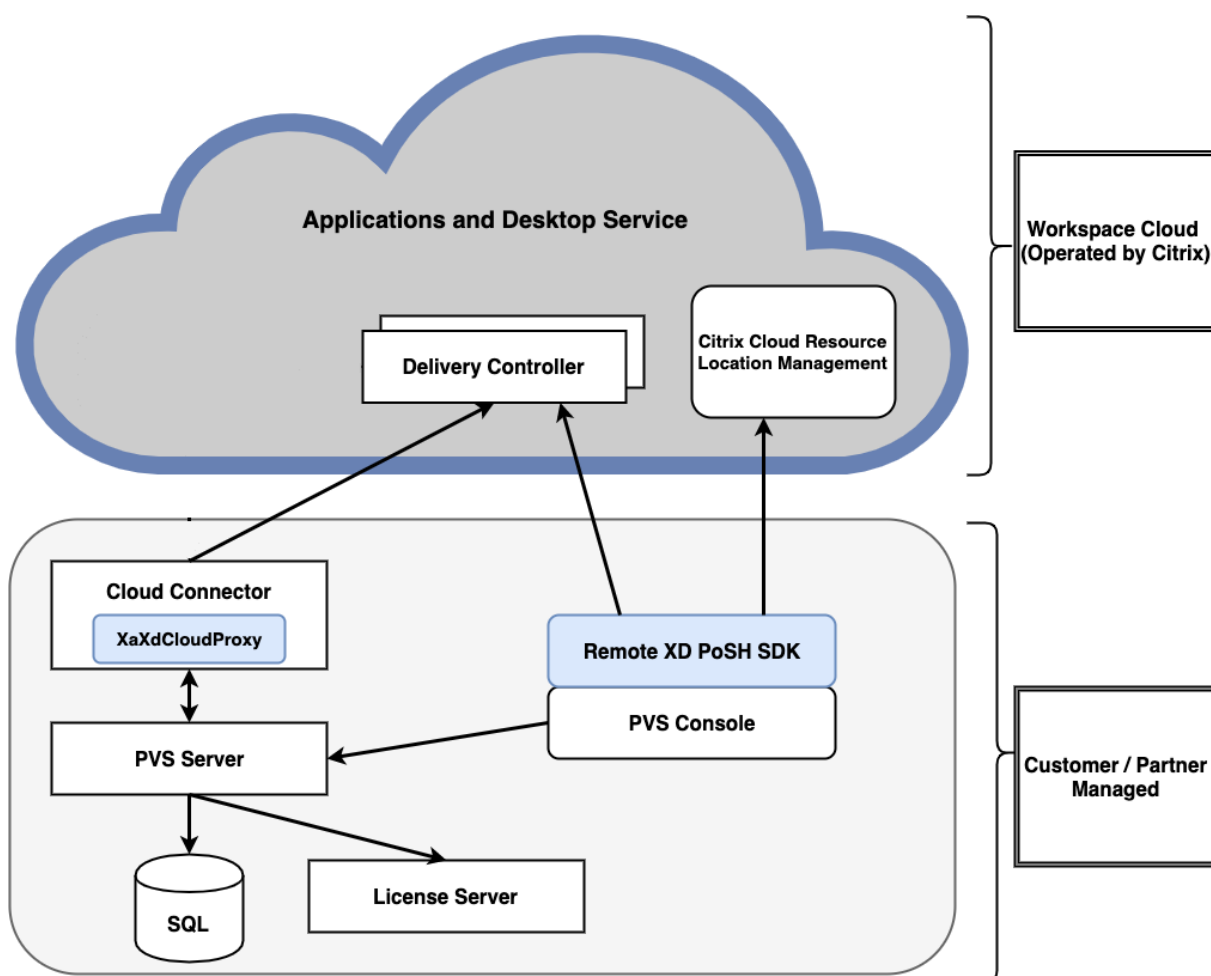 Applications and Desktop Service
Workspace Cloud
(Operated by Citrix)
Delivery Controller
Citrix Cloud Resource
Location Management
Cloud Connector
XaXdCloudProxy
Remote XD PoSH SDK
PVS Console
PVS Server
Customer / Partner
Managed
License Server
SQL